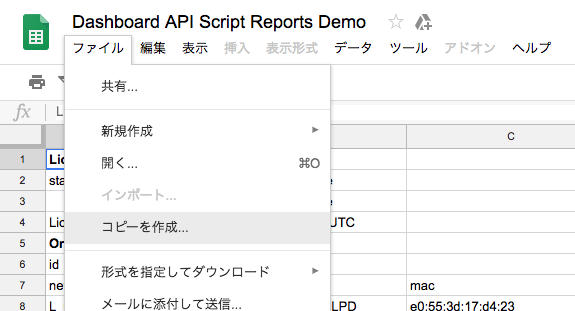 Dashboard API Script Reports Demo
ファイル 編集 表示 挿入 表示形式 データ ツール アドオン ヘルプ
共有...
fx L
新規作成 ►
C
1 Lic
開く... ⌘O
2 sta e
インポート...
3 e
4 Lic UTC
コピーを作成...
5 Or
6 id
形式を指定してダウンロード ►
7 ne mac
メールに添付して送信...
8 L LPD e0:55:3d:17:d4:23